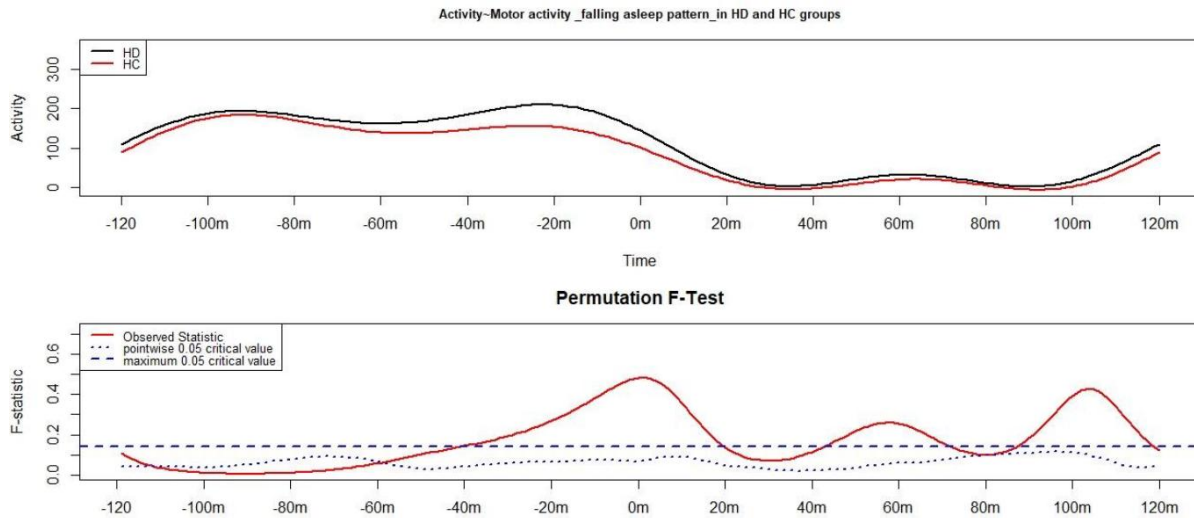 Activity~Motor activity _falling asleep pattern_in HD and HC groups
HD
HC
300
200
100
0
Activity
-120 -100m -80m -60m -40m -20m 0m 20m 40m 60m 80m 100m 120m
Time
Permutation F-Test
Observed Statistic
pointwise 0.05 critical value
maximum 0.05 critical value
0.6
0.4
0.2
0.0
F-statistic
-120 -100m -80m -60m -40m -20m 0m 20m 40m 60m 80m 100m 120m